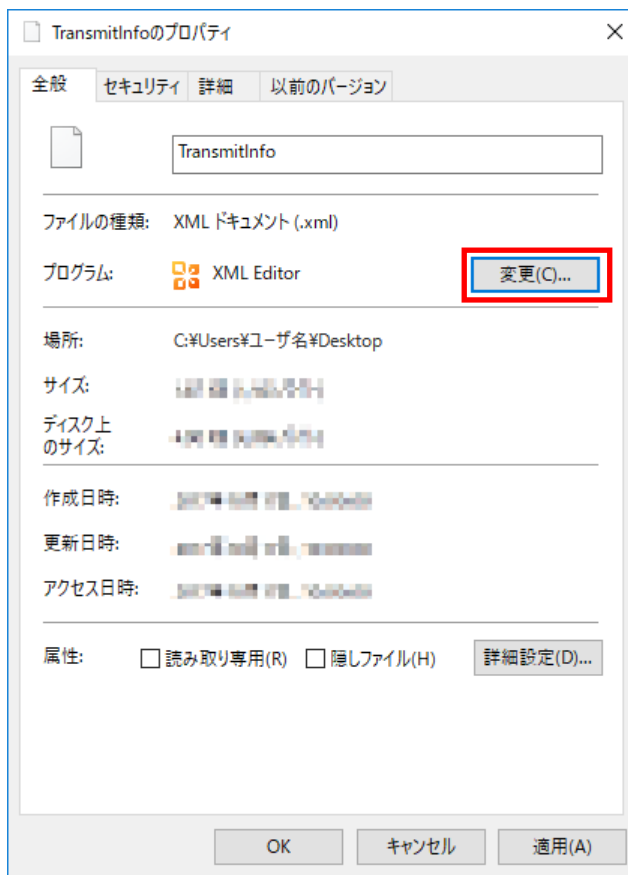 TransmitInfoのプロパティ
全般 セキュリティ 詳細 以前のバージョン
TransmitInfo
ファイルの種類: XML ドキュメント (.xml)
プログラム: XML Editor 変更(C)...
場所: C:¥Users¥ユーザ名¥Desktop
サイズ:
ディスク上
のサイズ:
作成日時:
更新日時:
アクセス日時:
属性: 読み取り専用(R) 隠しファイル(H) 詳細設定(D)...
OK キャンセル 適用(A)